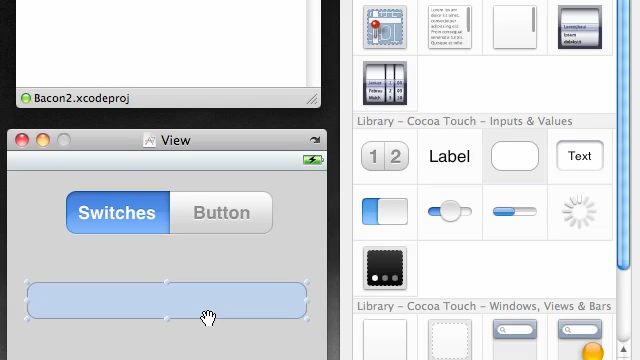 Bacon2.xcodeproj
View
Switches Button
Library – Cocoa Touch – Inputs & Values
1 2 Label Text
Library – Cocoa Touch – Windows, Views & Bars